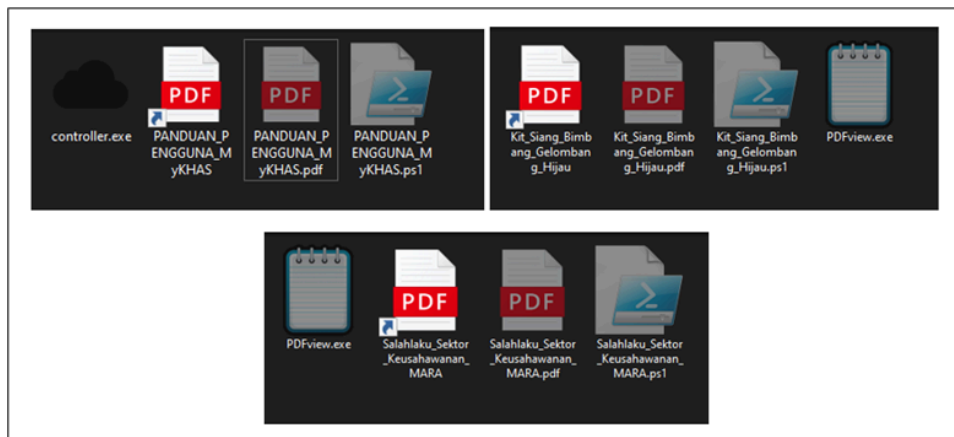 PDF
PDF
controller.exe
PANDUAN_P
ENGGUNA_M
yKHAS
PANDUAN_P
ENGGUNA_M
yKHAS.pdf
PANDUAN_P
ENGGUNA_M
yKHAS.ps1
PDF
PDF
Kit_Siang_Bimb
ang_Gelomban
g_Hijau
Kit_Siang_Bimb
ang_Gelomban
g_Hijau.pdf
Kit_Siang_Bimb
ang_Gelomban
g_Hijau.ps1
PDFview.exe
PDF
PDF
PDFview.exe
Salahlaku_Sektor
_Keusahawanan_
MARA
Salahlaku_Sektor
_Keusahawanan_
MARA.pdf
Salahlaku_Sektor
_Keusahawanan_
MARA.ps1